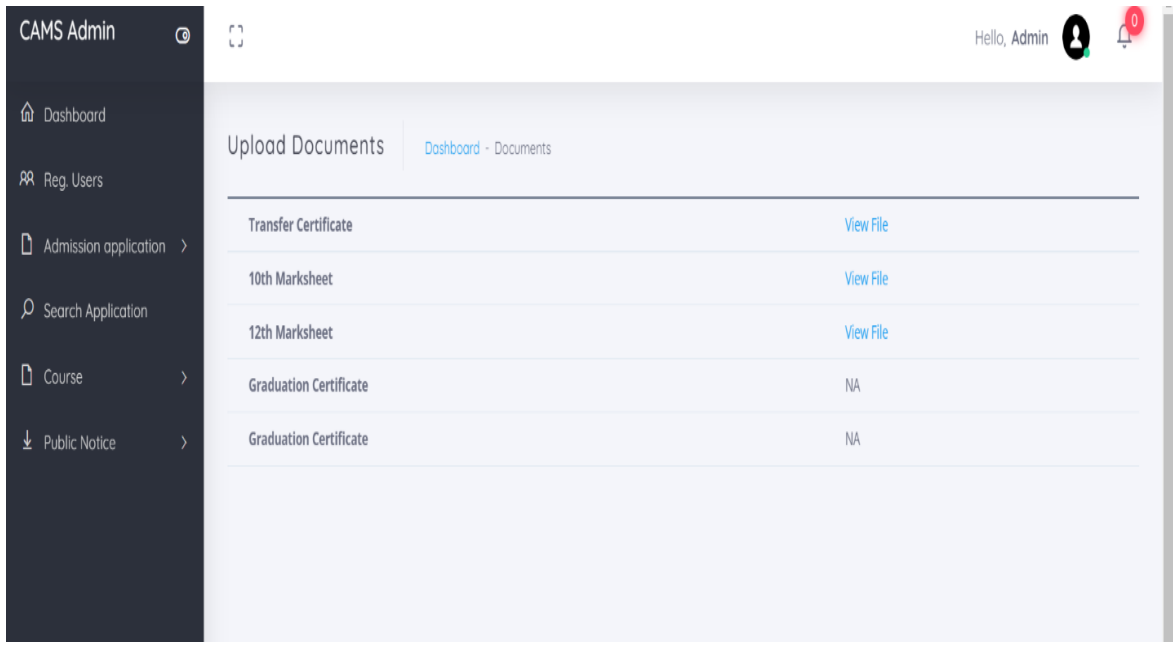 CAMS Admin
Hello, Admin
0
Dashboard
Reg. Users
Admission application
Search Application
Course
Public Notice
Upload Documents
Dashboard - Documents
Transfer Certificate View File
10th Marksheet View File
12th Marksheet View File
Graduation Certificate NA
Graduation Certificate NA